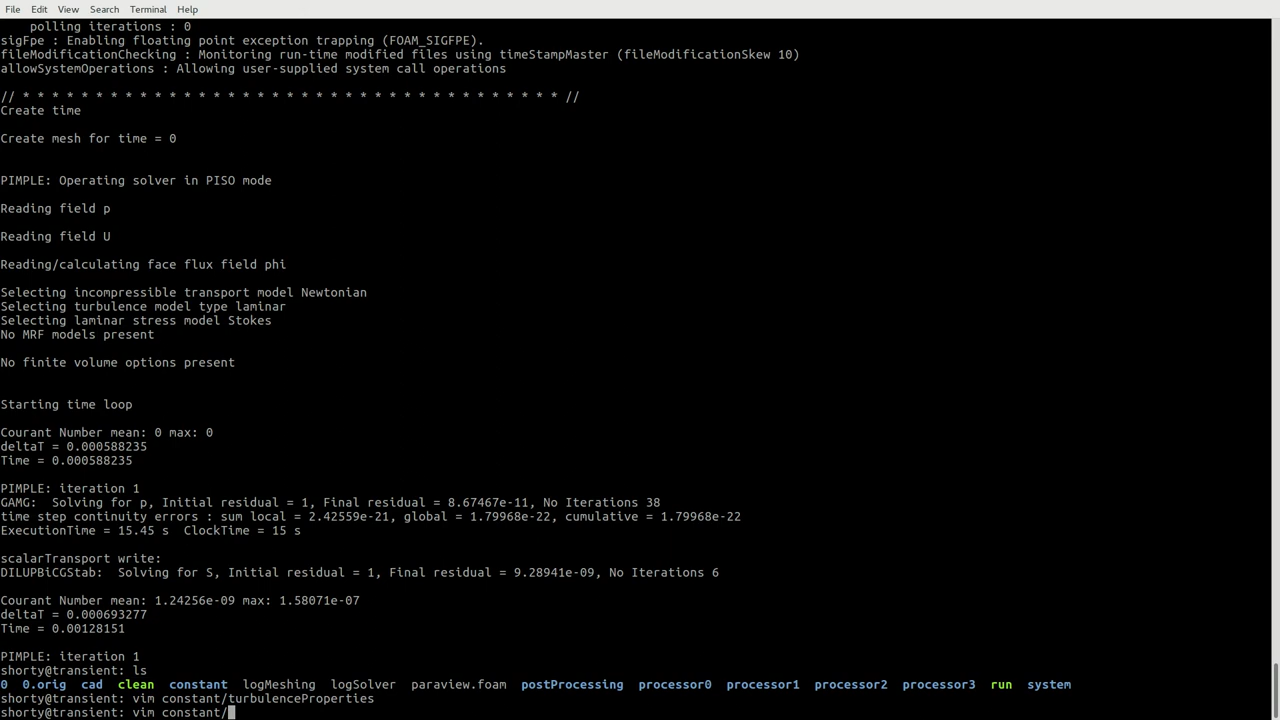 File Edit View Search Terminal Help
polling iterations : 0
sigFpe : Enabling floating point exception trapping (FOAM_SIGFPE).
fileModificationChecking : Monitoring run-time modified files using timeStampMaster (fileModificationSkew 10)
allowSystemOperations : Allowing user-supplied system call operations
// * * * * * * * * * * * * * * * * * * * * * * * * * * * * * * * * * * * * * //
Create time
Create mesh for time = 0
PIMPLE: Operating solver in PISO mode
Reading field p
Reading field U
Reading/calculating face flux field phi
Selecting incompressible transport model Newtonian
Selecting turbulence model type laminar
Selecting laminar stress model Stokes
No MRF models present
No finite volume options present
Starting time loop
Courant Number mean: 0 max: 0
deltaT = 0.000588235
Time = 0.000588235
PIMPLE: iteration 1
GAMG:  Solving for p, Initial residual = 1, Final residual = 8.67467e-11, No Iterations 38
time step continuity errors : sum local = 2.42559e-21, global = 1.79968e-22, cumulative = 1.79968e-22
ExecutionTime = 15.45 s  ClockTime = 15 s
scalarTransport write:
DILUPBiCGStab:  Solving for S, Initial residual = 1, Final residual = 9.28941e-09, No Iterations 6
Courant Number mean: 1.24256e-09 max: 1.58071e-07
deltaT = 0.000693277
Time = 0.00128151
PIMPLE: iteration 1
shorty@transient: ls
0  0.orig  cad  clean  constant  logMeshing  logSolver  paraview.foam  postProcessing  processor0  processor1  processor2  processor3  run  system
shorty@transient: vim constant/turbulenceProperties
shorty@transient: vim constant/